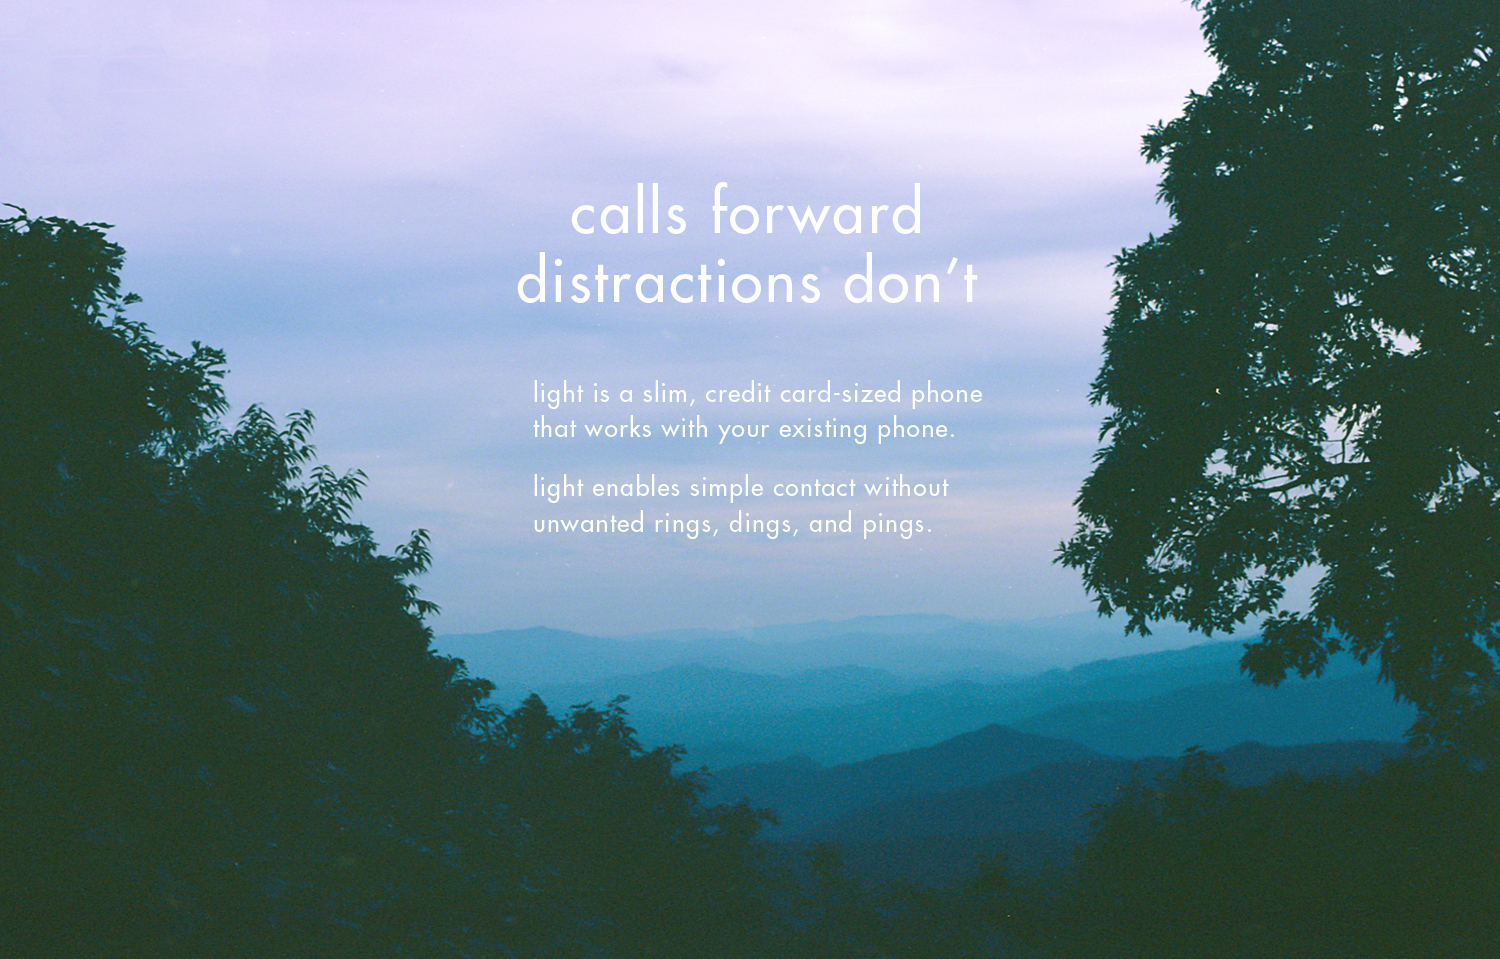 calls forward
distractions don't
light is a slim, credit card-sized phone
that works with your existing phone.
light enables simple contact without
unwanted rings, dings, and pings.